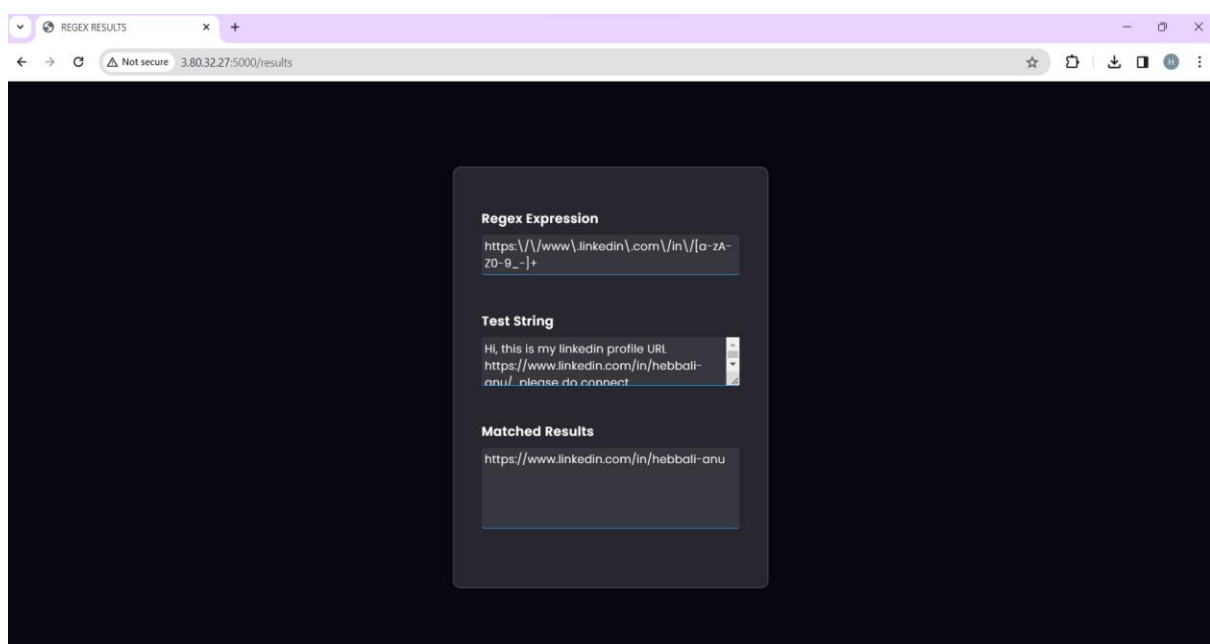 REGEX RESULTS
Not secure 3.80.32.27:5000/results
H
Regex Expression
https:\/\/www\.linkedin\.com\/in\/[a-zA-
Z0-9_-]+
Test String
Hi, this is my linkedin profile URL
https://www.linkedin.com/in/hebbali-
anu/ please do connect
Matched Results
https://www.linkedin.com/in/hebbali-anu